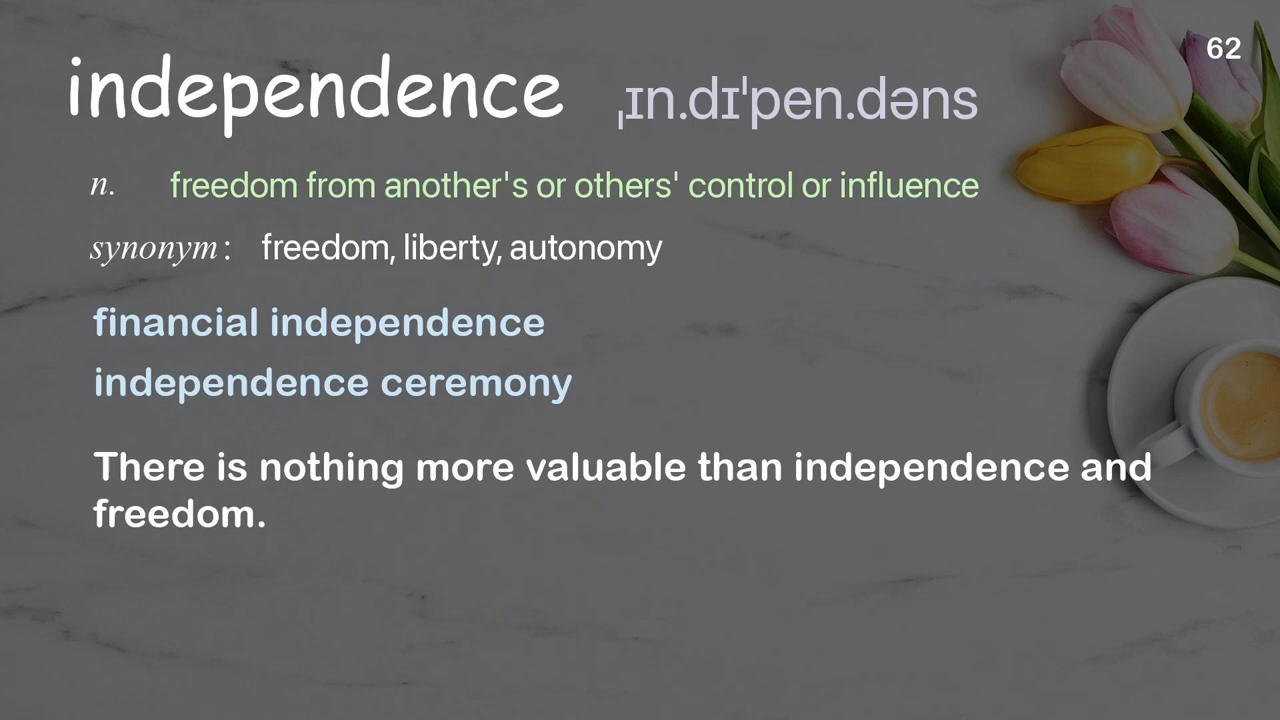 62
independence ˌɪn.dɪˈpen.dəns
n. freedom from another's or others' control or influence
synonym: freedom, liberty, autonomy
financial independence
independence ceremony
There is nothing more valuable than independence and
freedom.